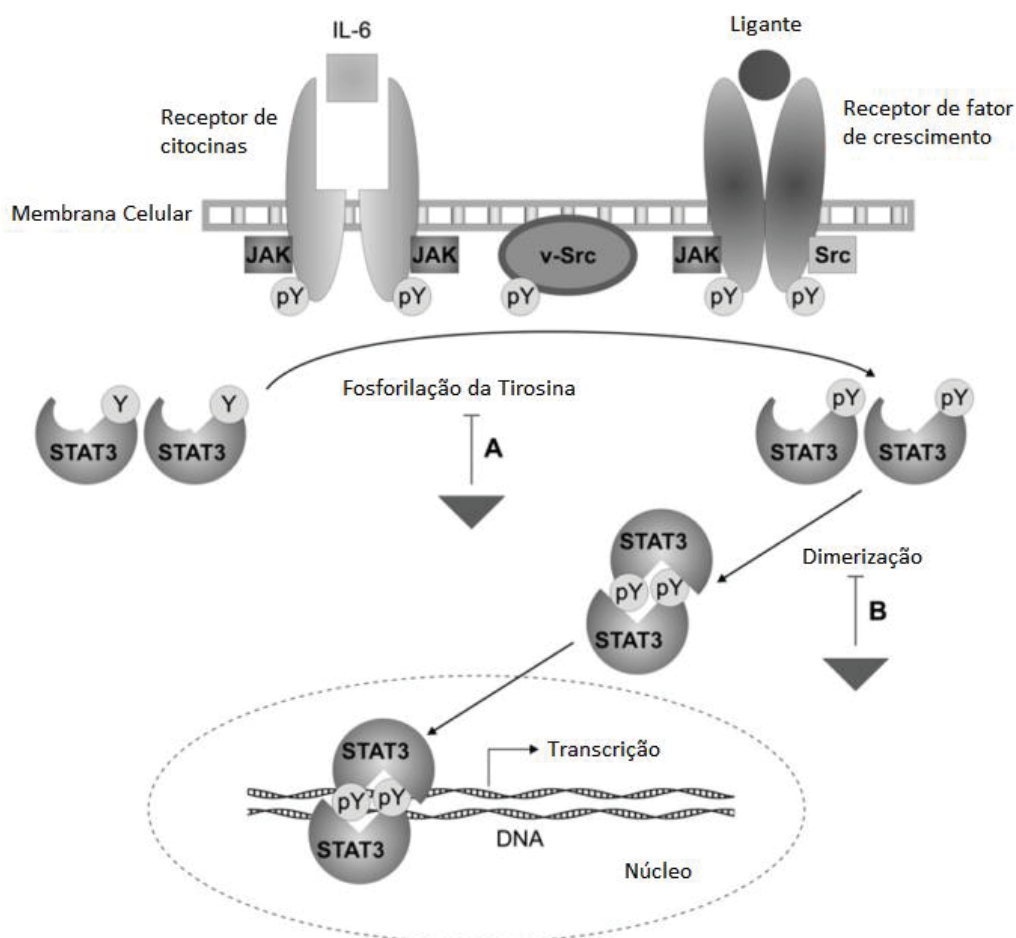 IL-6
Ligante
Receptor de
citocinas
Receptor de fator
de crescimento
Membrana Celular
JAK
JAK
v-Src
JAK
Src
pY
pY
pY
pY
pY
Fosforilação da Tirosina
Y
Y
STAT3
STAT3
pY
pY
STAT3
STAT3
A
STAT3
pY
pY
STAT3
Dimerização
B
STAT3
pY
pY
STAT3
Transcrição
DNA
Núcleo